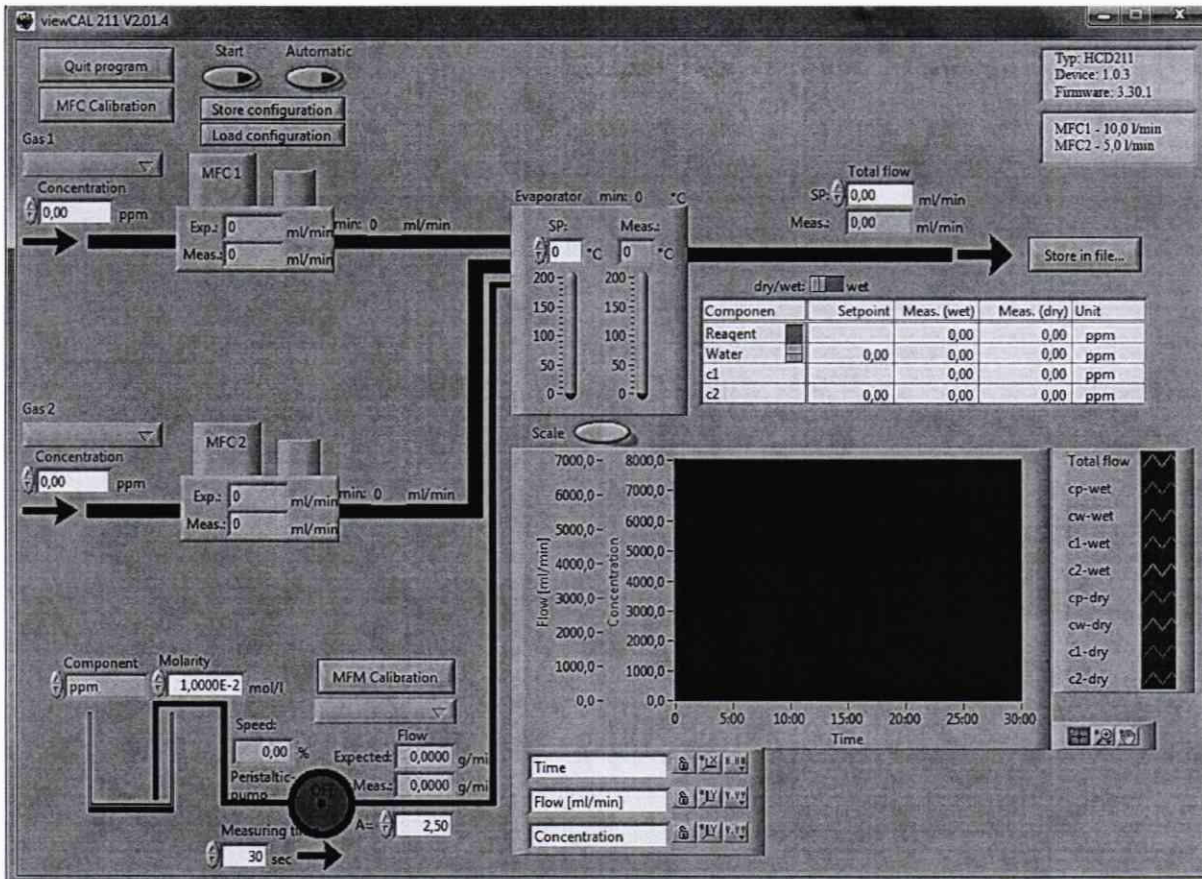 viewCAL 211 V2.01.4
Quit program
MFC Calibration
Start Automatic
Store configuration
Load configuration
Typ: HCD211
Device: 1.0.3
Firmware: 3.30.1
MFC1 - 10,0 l/min
MFC2 - 5,0 l/min
Gas 1
Concentration
0,00 ppm
MFC 1
Exp.: 0 ml/min
Meas.: 0 ml/min
min: 0 ml/min
Evaporator min: 0 °C
SP: Meas.:
0 °C 0 °C
200 200
150 150
100 100
50 50
0 0
Total flow
SP: 0,00 ml/min
Meas.: 0,00 ml/min
Store in file...
dry/wet: wet
Componen Setpoint Meas. (wet) Meas. (dry) Unit
Reagent 0,00 0,00 ppm
Water 0,00 0,00 0,00 ppm
c1 0,00 0,00 ppm
c2 0,00 0,00 0,00 ppm
Gas 2
Concentration
0,00 ppm
MFC 2
Exp.: 0 ml/min
Meas.: 0 ml/min
min: 0 ml/min
Scale
Flow [ml/min]
7000,0
6000,0
5000,0
4000,0
3000,0
2000,0
1000,0
0,0
Concentration
8000,0
7000,0
6000,0
5000,0
4000,0
3000,0
2000,0
1000,0
0,0
0 5:00 10:00 15:00 20:00 25:00 30:00
Time
Total flow
cp-wet
cw-wet
c1-wet
c2-wet
cp-dry
cw-dry
c1-dry
c2-dry
Component Molarity
ppm 1,0000E-2 mol/l
MFM Calibration
Speed:
0,00 %
Peristaltic-
pump
OFF
Flow
Expected: 0,0000 g/mi
Meas.: 0,0000 g/mi
A= 2,50
Measuring
30 sec
Time
Flow [ml/min]
Concentration